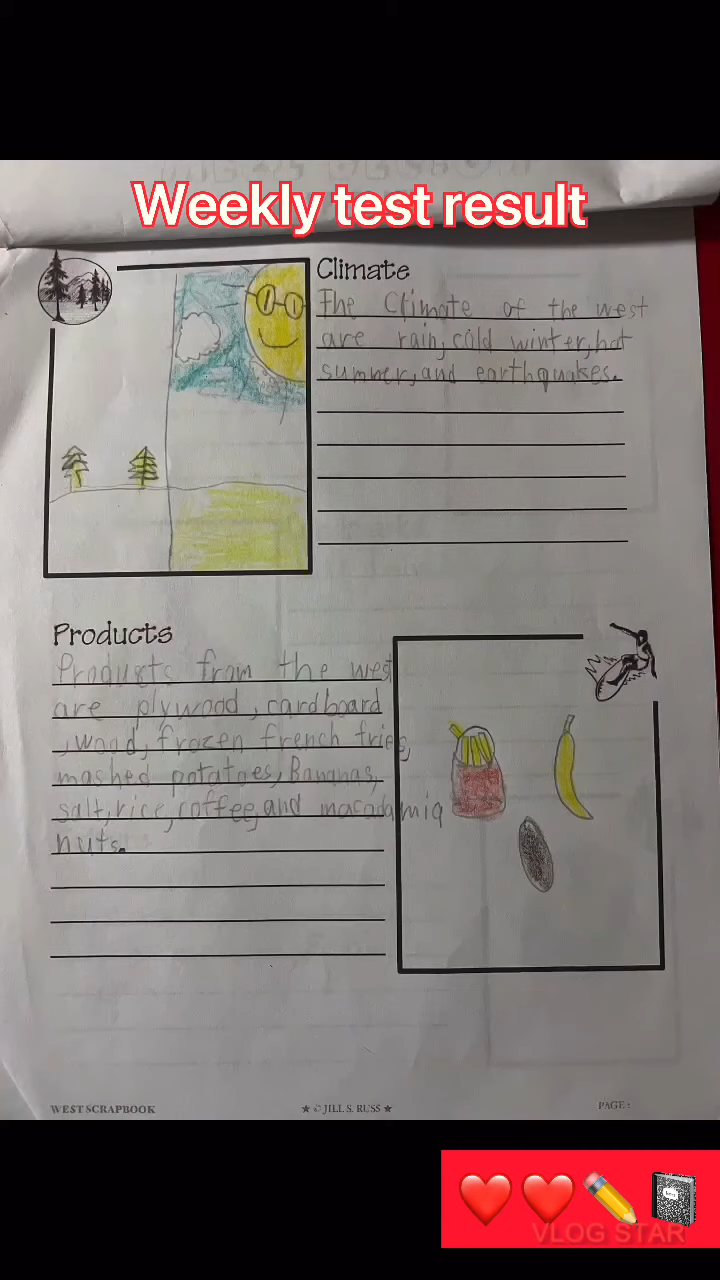 Weekly test result
Climate
The Climate of the west
are rain, cold winter, hot
summer, and earthquakes.
Products
Products from the west
are plywood, cardboard
, wood, frozen french fries,
mashed potatoes, Bananas,
salt, rice, coffee, and macadamia
nuts.
WEST SCRAPBOOK
★ © JILL S. RUSS ★
PAGE
VLOG STAR